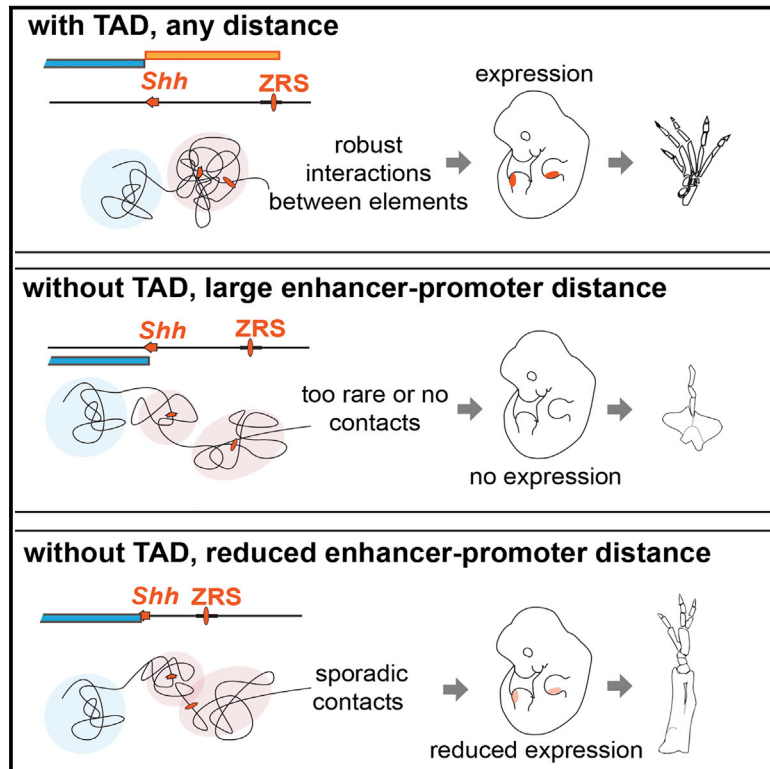 with TAD, any distance
Shh
ZRS
expression
robust
interactions
between elements
without TAD, large enhancer-promoter distance
Shh
ZRS
too rare or no
contacts
no expression
without TAD, reduced enhancer-promoter distance
Shh
ZRS
sporadic
contacts
reduced expression